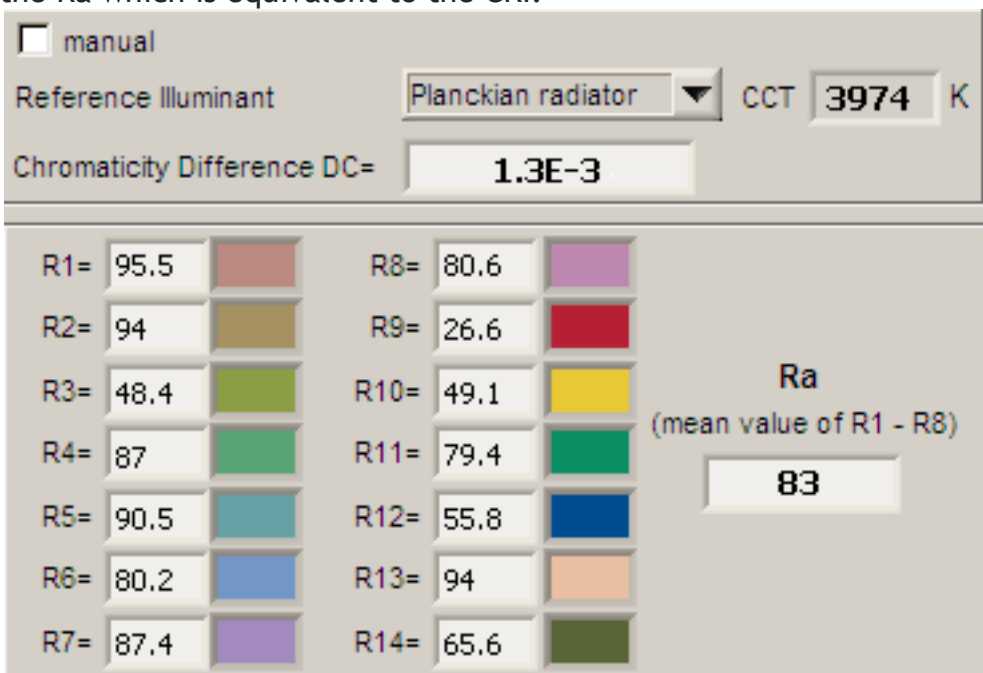 the Ra which is equivalent to the CRI.
manual
Reference Illuminant Planckian radiator CCT 3974 K
Chromaticity Difference DC= 1.3E-3
R1= 95.5 R8= 80.6
R2= 94 R9= 26.6
R3= 48.4 R10= 49.1
Ra
(mean value of R1 - R8)
R4= 87 R11= 79.4
83
R5= 90.5 R12= 55.8
R6= 80.2 R13= 94
R7= 87.4 R14= 65.6